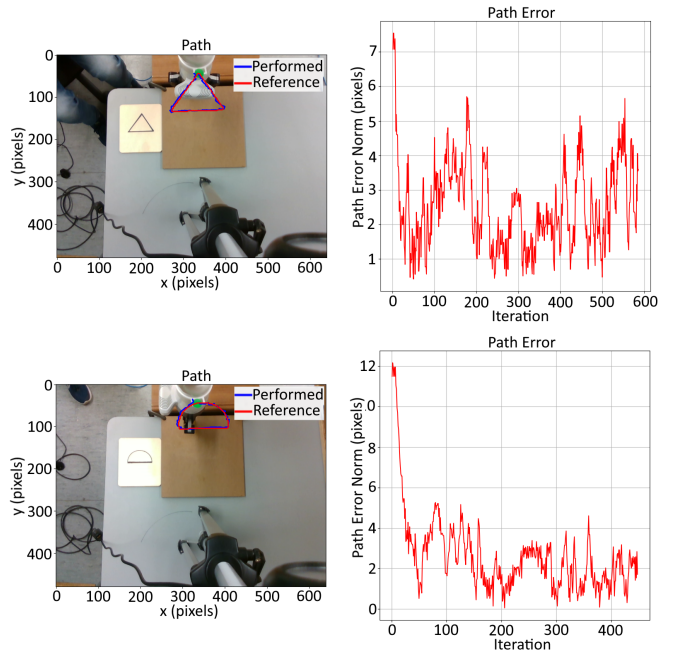 Path
0
100
200
300
400
y (pixels)
Performed
Reference
0 100 200 300 400 500 600
x (pixels)
Path Error
7
6
5
4
3
2
1
Path Error Norm (pixels)
0 100 200 300 400 500 600
Iteration
Path
0
100
200
300
400
y (pixels)
Performed
Reference
0 100 200 300 400 500 600
x (pixels)
Path Error
12
0
8
6
4
2
0
Path Error Norm (pixels)
0 100 200 300 400
Iteration